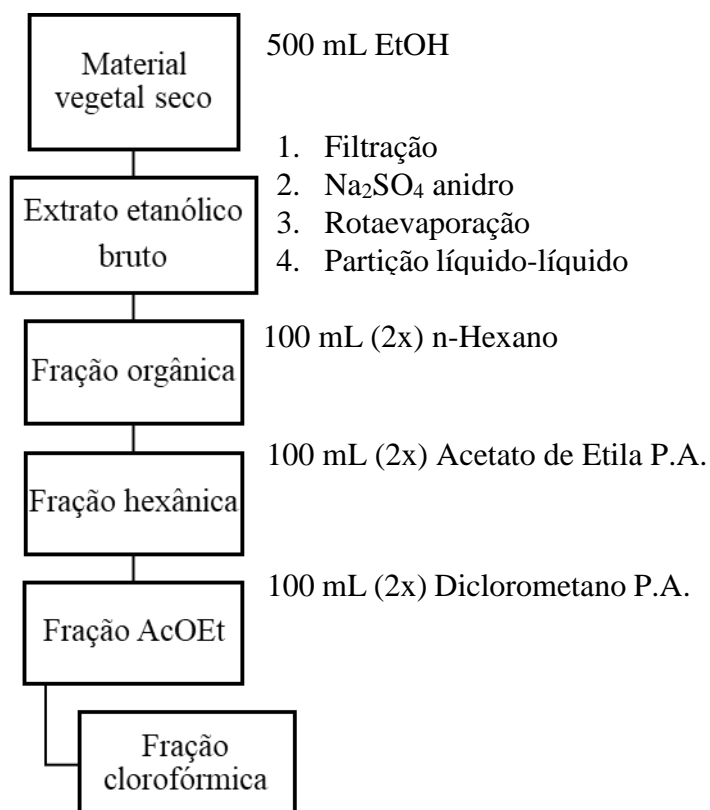 500 mL EtOH
Material
vegetal seco
1. Filtração
2. Na₂SO₄ anidro
3. Rotaevaporação
4. Partição líquido-líquido
Extrato etanólico
bruto
100 mL (2x) n-Hexano
Fração orgânica
100 mL (2x) Acetato de Etila P.A.
Fração hexânica
100 mL (2x) Diclorometano P.A.
Fração AcOEt
Fração
clorofórmica